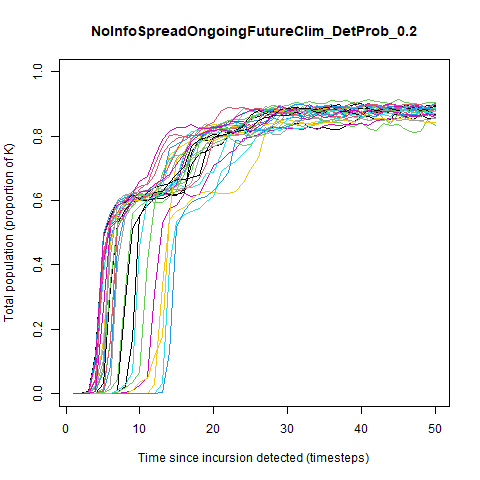 NoInfoSpreadOngoingFutureClim_DetProb_0.2
Total population (proportion of K)
1.0
0.8
0.6
0.4
0.2
0.0
0 10 20 30 40 50
Time since incursion detected (timesteps)